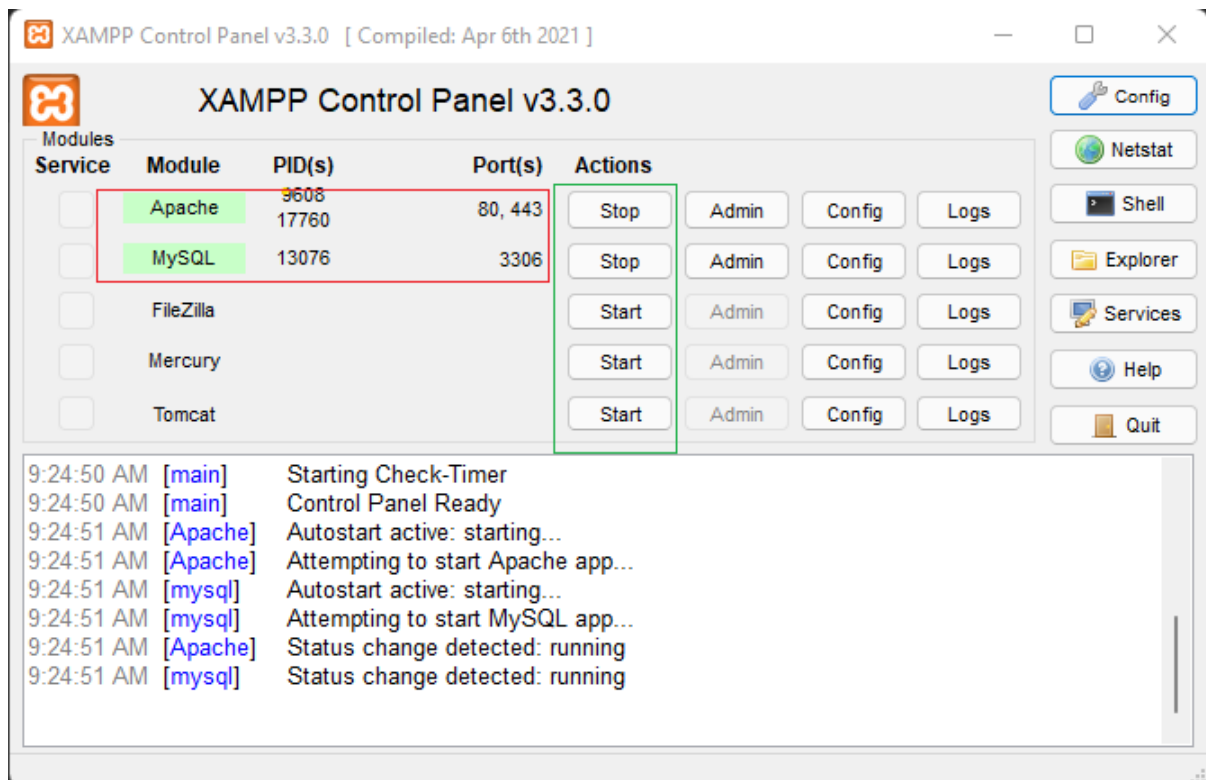 XAMPP Control Panel v3.3.0 [ Compiled: Apr 6th 2021 ]
XAMPP Control Panel v3.3.0
Config
Modules
Service Module PID(s) Port(s) Actions
Netstat
Apache 9608 17760 80, 443 Stop Admin Config Logs
Shell
MySQL 13076 3306 Stop Admin Config Logs
Explorer
FileZilla Start Admin Config Logs
Services
Mercury Start Admin Config Logs
Help
Tomcat Start Admin Config Logs
Quit
9:24:50 AM [main] Starting Check-Timer
9:24:50 AM [main] Control Panel Ready
9:24:51 AM [Apache] Autostart active: starting...
9:24:51 AM [Apache] Attempting to start Apache app...
9:24:51 AM [mysql] Autostart active: starting...
9:24:51 AM [mysql] Attempting to start MySQL app...
9:24:51 AM [Apache] Status change detected: running
9:24:51 AM [mysql] Status change detected: running